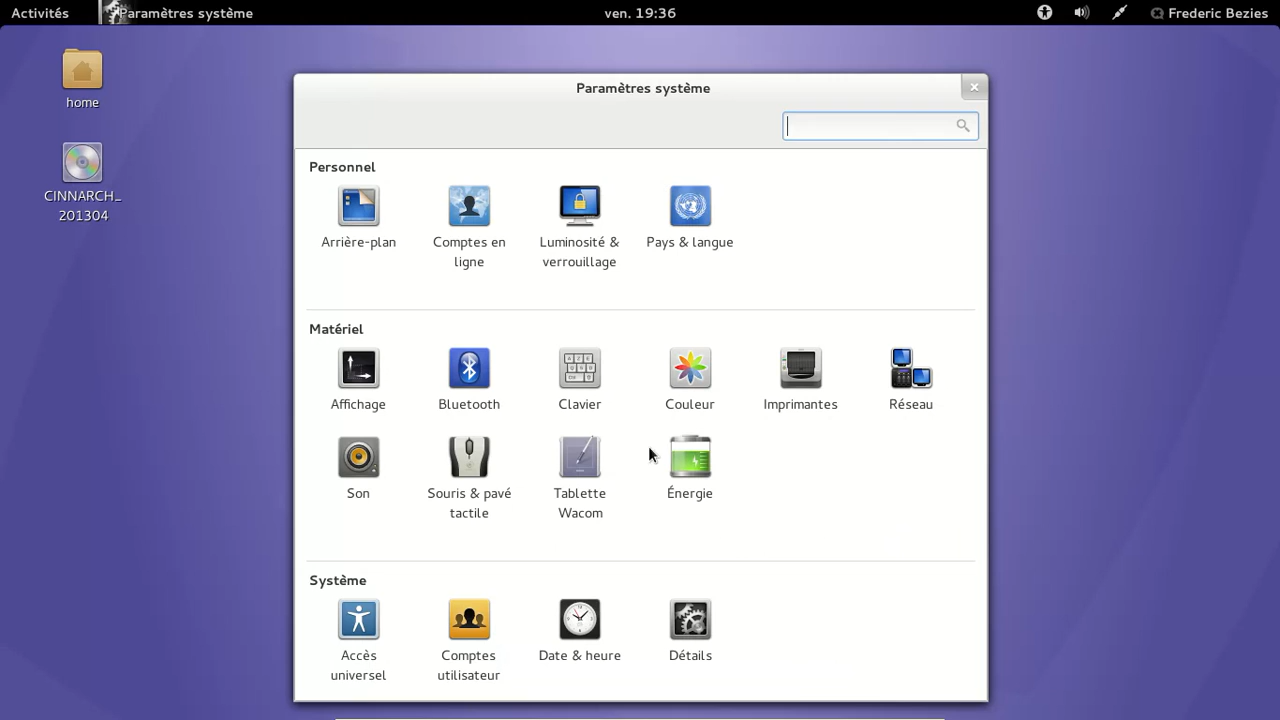 Activités Paramètres système ven. 19:36 Frederic Bezies
home
CINNARCH_
201304
Paramètres système
Personnel
Arrière-plan
Comptes en
ligne
Luminosité &
verrouillage
Pays & langue
Matériel
Affichage
Bluetooth
Clavier
Couleur
Imprimantes
Réseau
Son
Souris & pavé
tactile
Tablette
Wacom
Énergie
Système
Accès
universel
Comptes
utilisateur
Date & heure
Détails